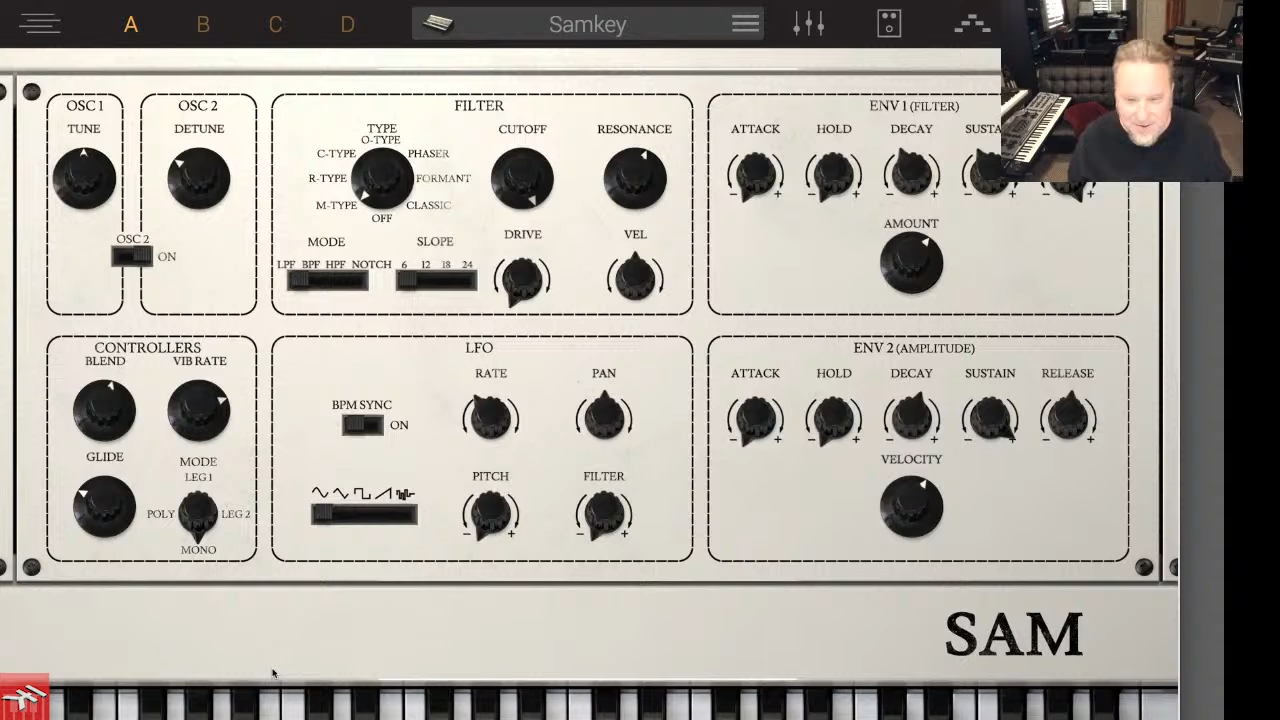 A B C D Samkey
OSC 1 OSC 2 FILTER ENV 1 (FILTER)
TUNE DETUNE TYPE CUTOFF RESONANCE ATTACK HOLD DECAY
O-TYPE
C-TYPE PHASER
R-TYPE FORMANT
M-TYPE CLASSIC
OFF
- + - + - +
AMOUNT
OSC 2 ON
MODE SLOPE DRIVE VEL
LPF BPF HPF NOTCH 6 12 18 24
CONTROLLERS LFO ENV 2 (AMPLITUDE)
BLEND VIB RATE RATE PAN ATTACK HOLD DECAY SUSTAIN RELEASE
BPM SYNC
ON
- + - + - + - + - +
GLIDE MODE PITCH FILTER VELOCITY
LEG 1
POLY LEG 2
MONO
- + - +
SAM